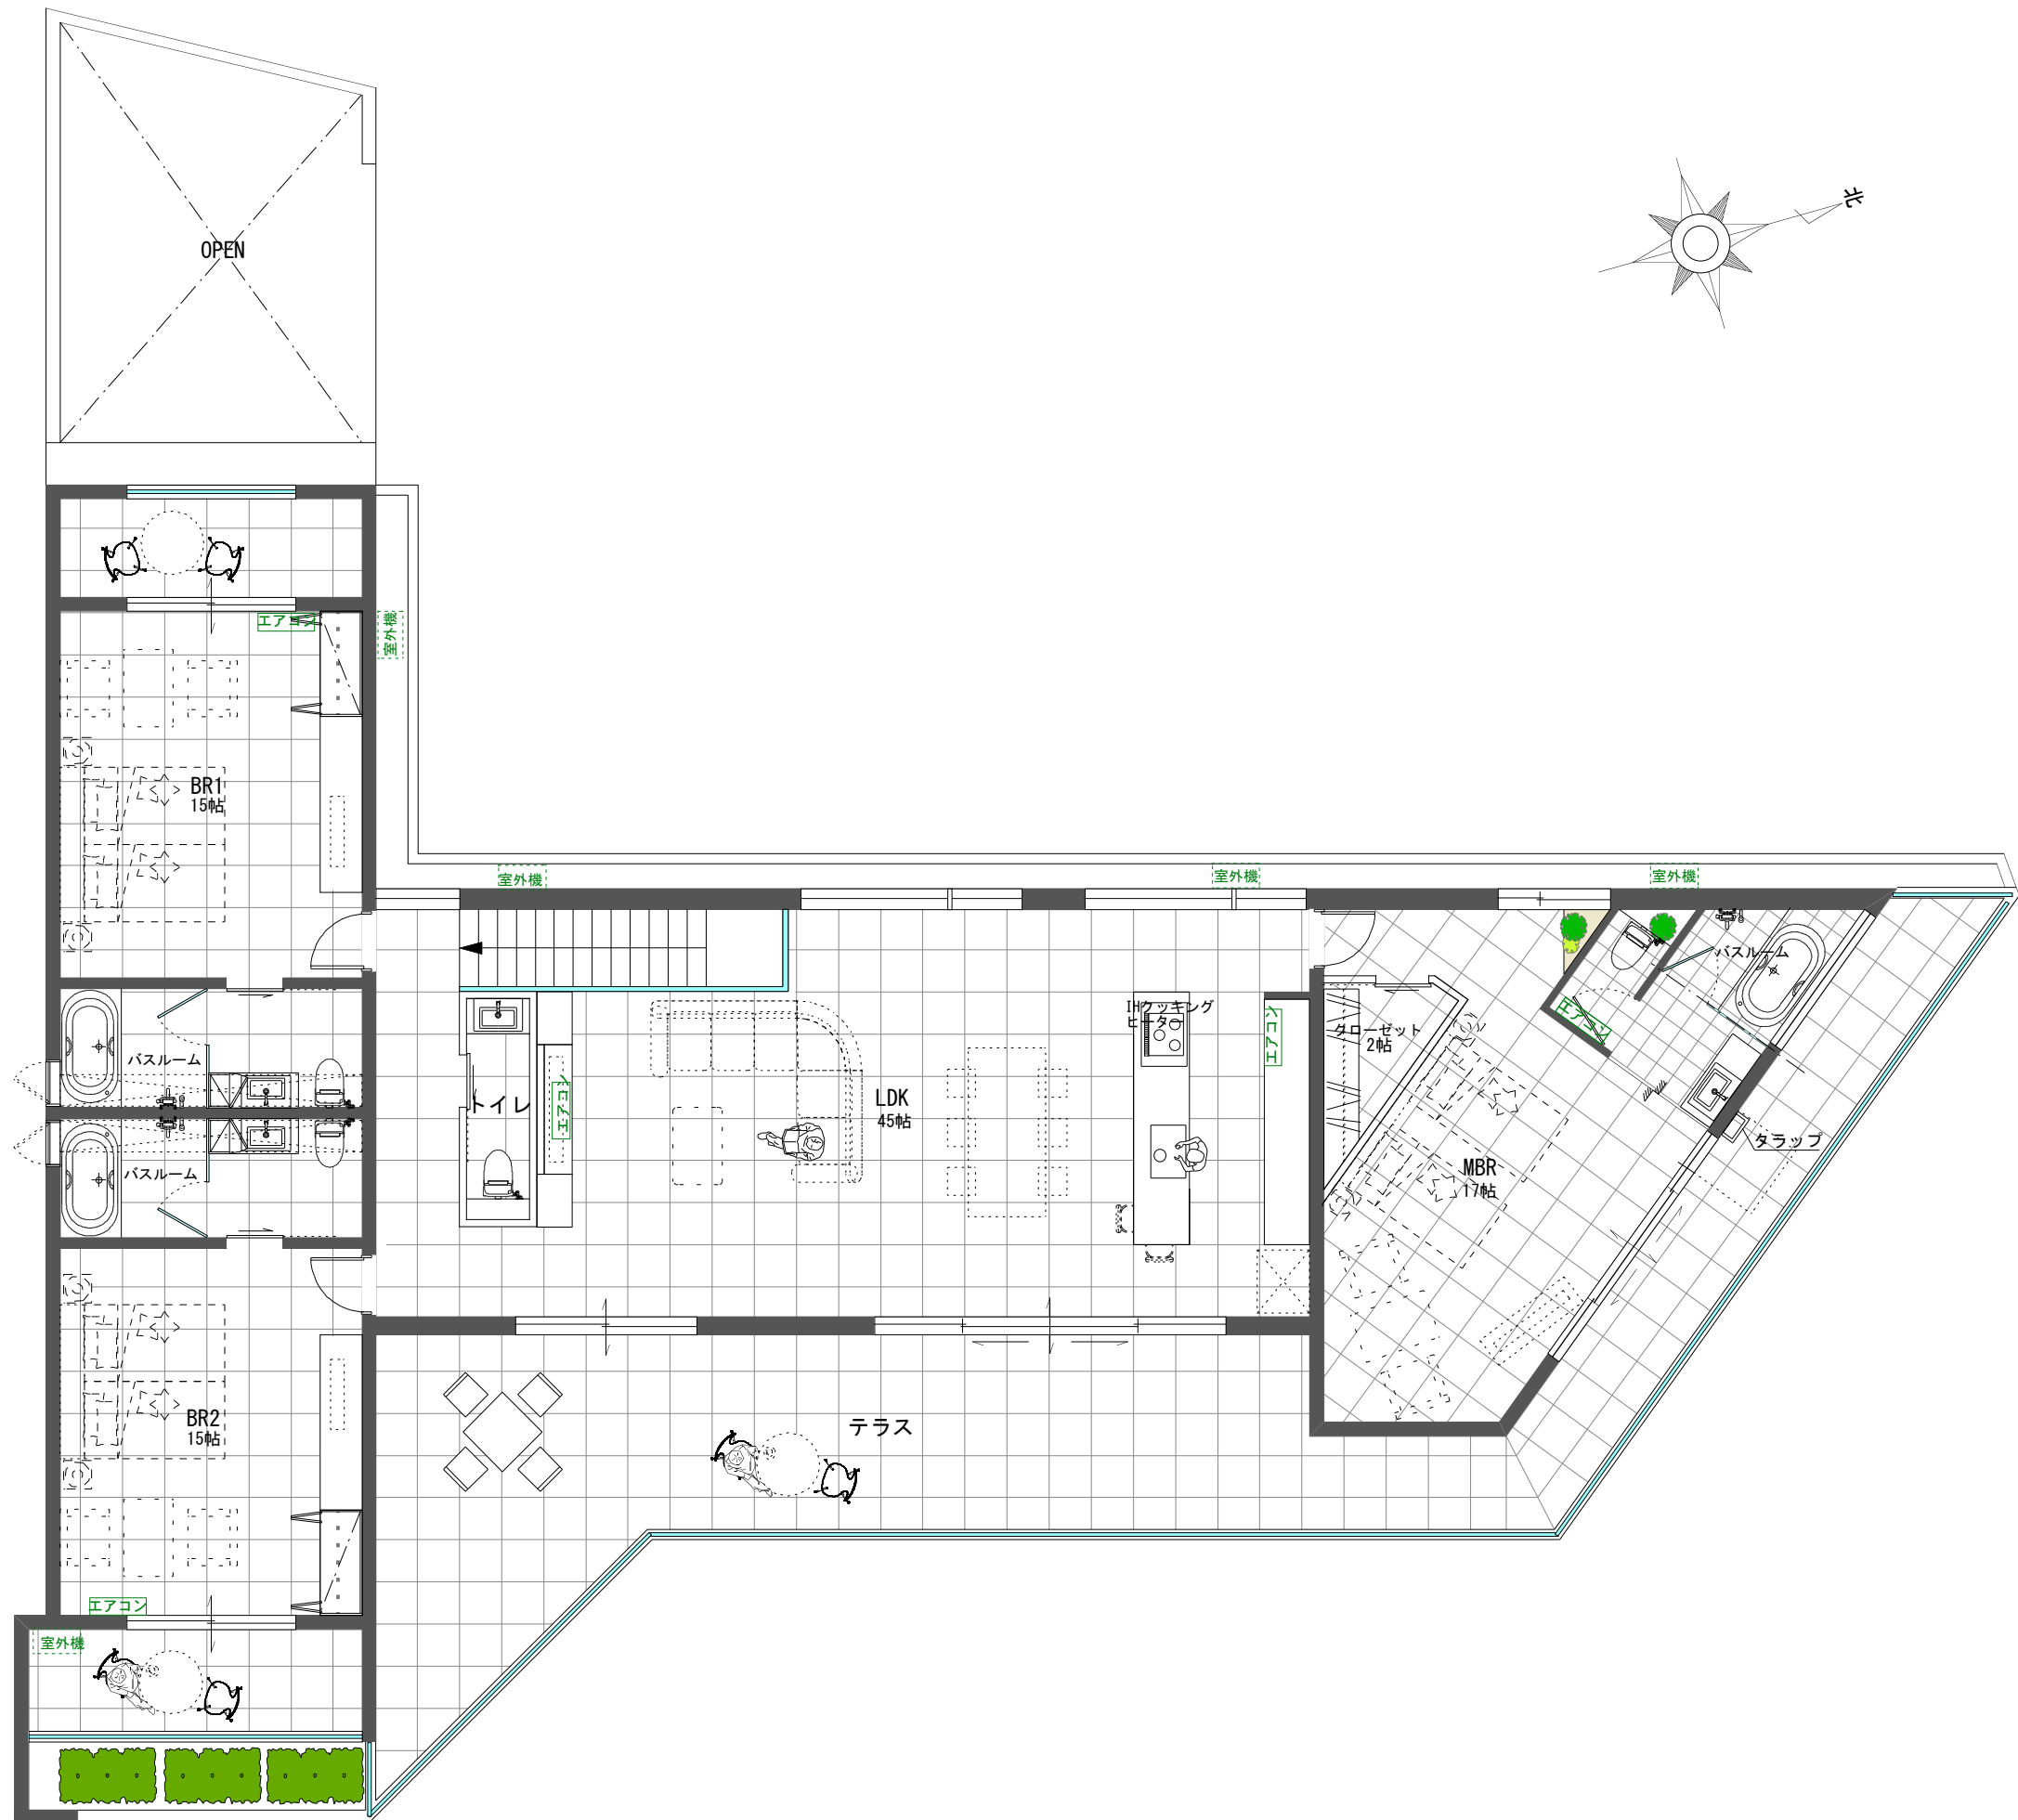 北
OPEN
エアコン
室外機
BR1
15帖
室外機
室外機
室外機
バスルーム
IHクッキング
ヒーター
エアコン
エアコン
クローゼット
2帖
バスルーム
トイレ
エアコン
LDK
45帖
タラップ
バスルーム
MBR
17帖
BR2
15帖
テラス
エアコン
室外機